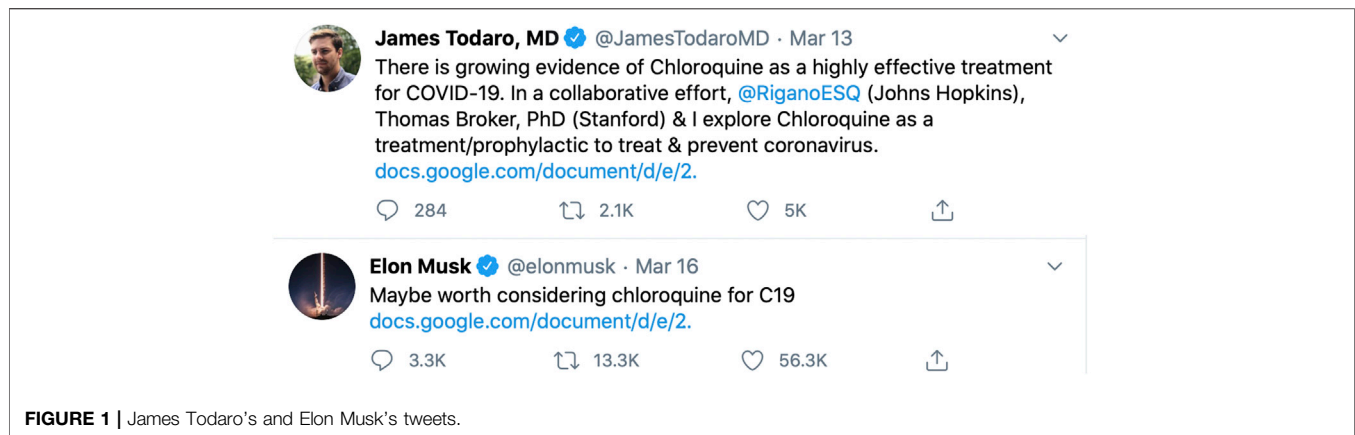 James Todaro, MD @JamesTodaroMD · Mar 13
There is growing evidence of Chloroquine as a highly effective treatment
for COVID-19. In a collaborative effort, @RiganoESQ (Johns Hopkins),
Thomas Broker, PhD (Stanford) & I explore Chloroquine as a
treatment/prophylactic to treat & prevent coronavirus.
docs.google.com/document/d/e/2.
284 2.1K 5K
Elon Musk @elonmusk · Mar 16
Maybe worth considering chloroquine for C19
docs.google.com/document/d/e/2.
3.3K 13.3K 56.3K
FIGURE 1 | James Todaro’s and Elon Musk’s tweets.